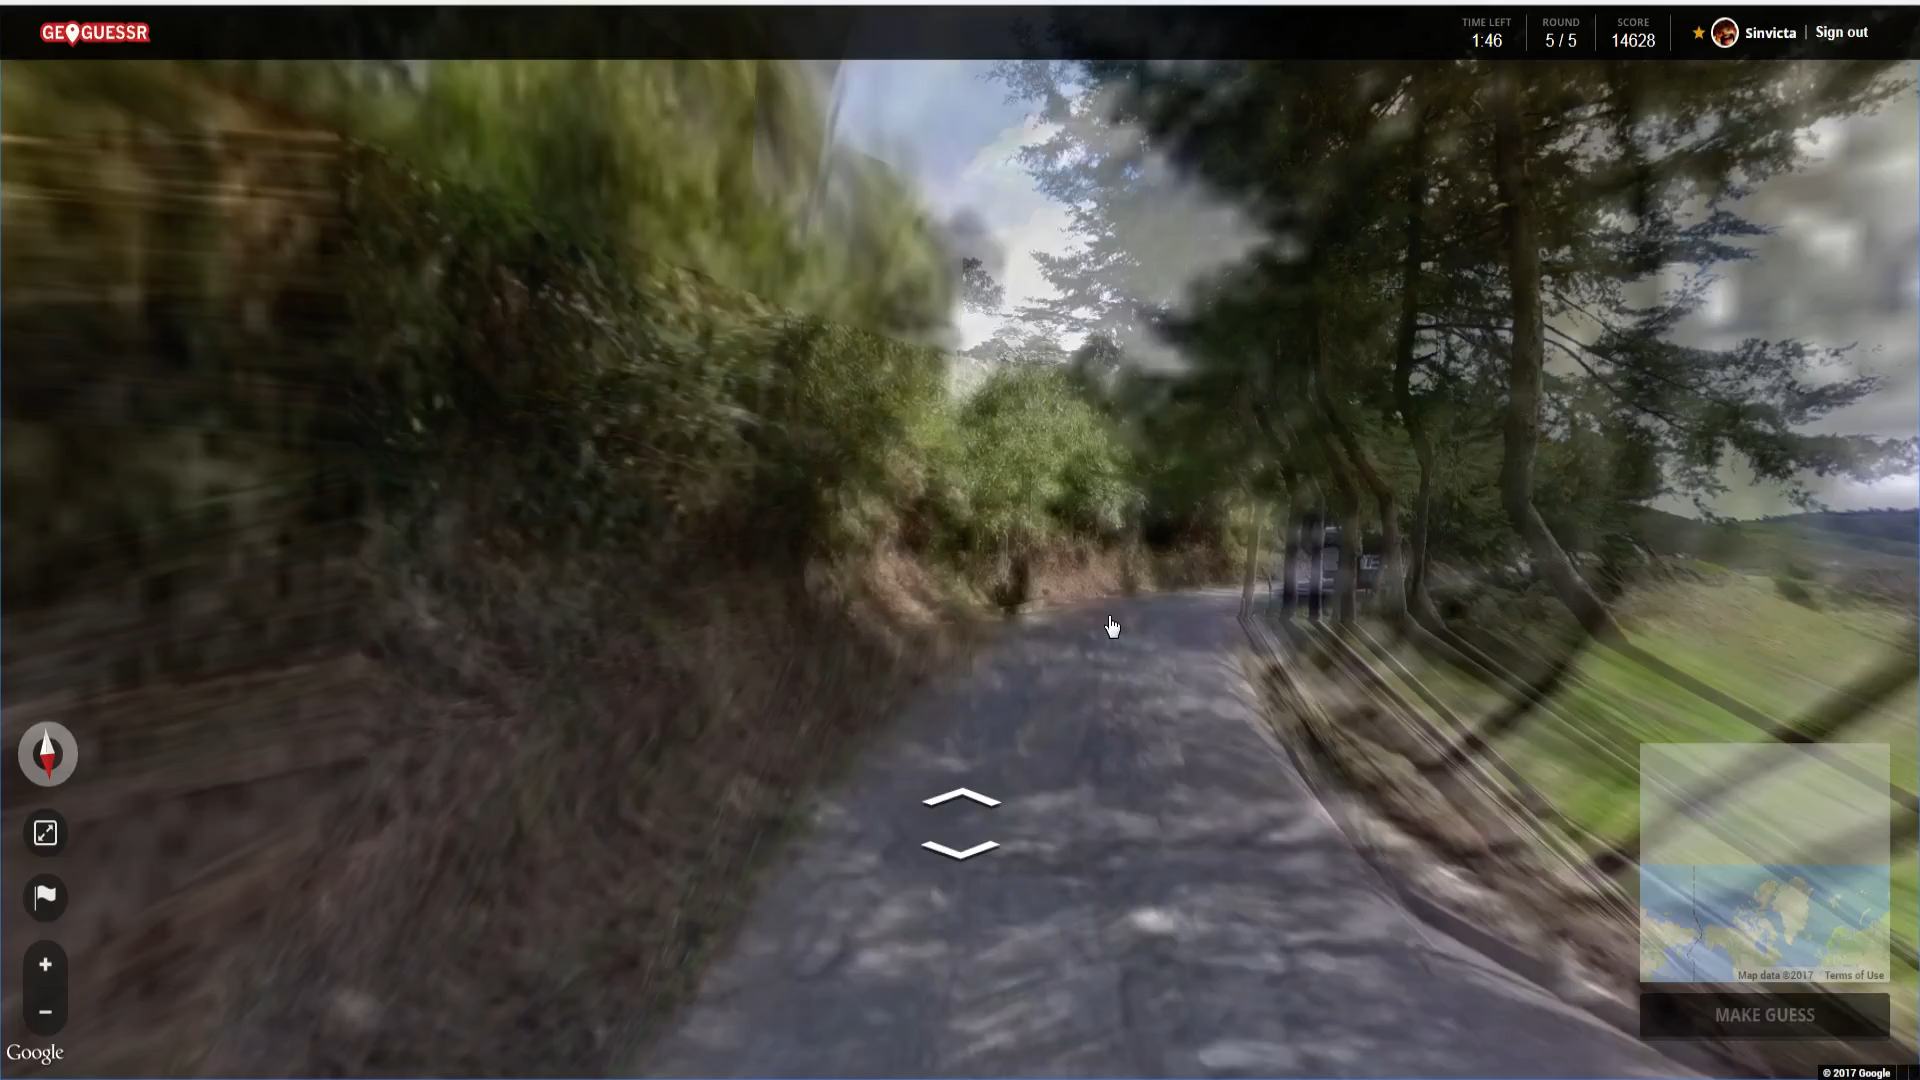 GEOGUESSR
TIME LEFT
1:46
ROUND
5 / 5
SCORE
14628
Sinvicta | Sign out
Map data ©2017 Terms of Use
MAKE GUESS
Google
© 2017 Google